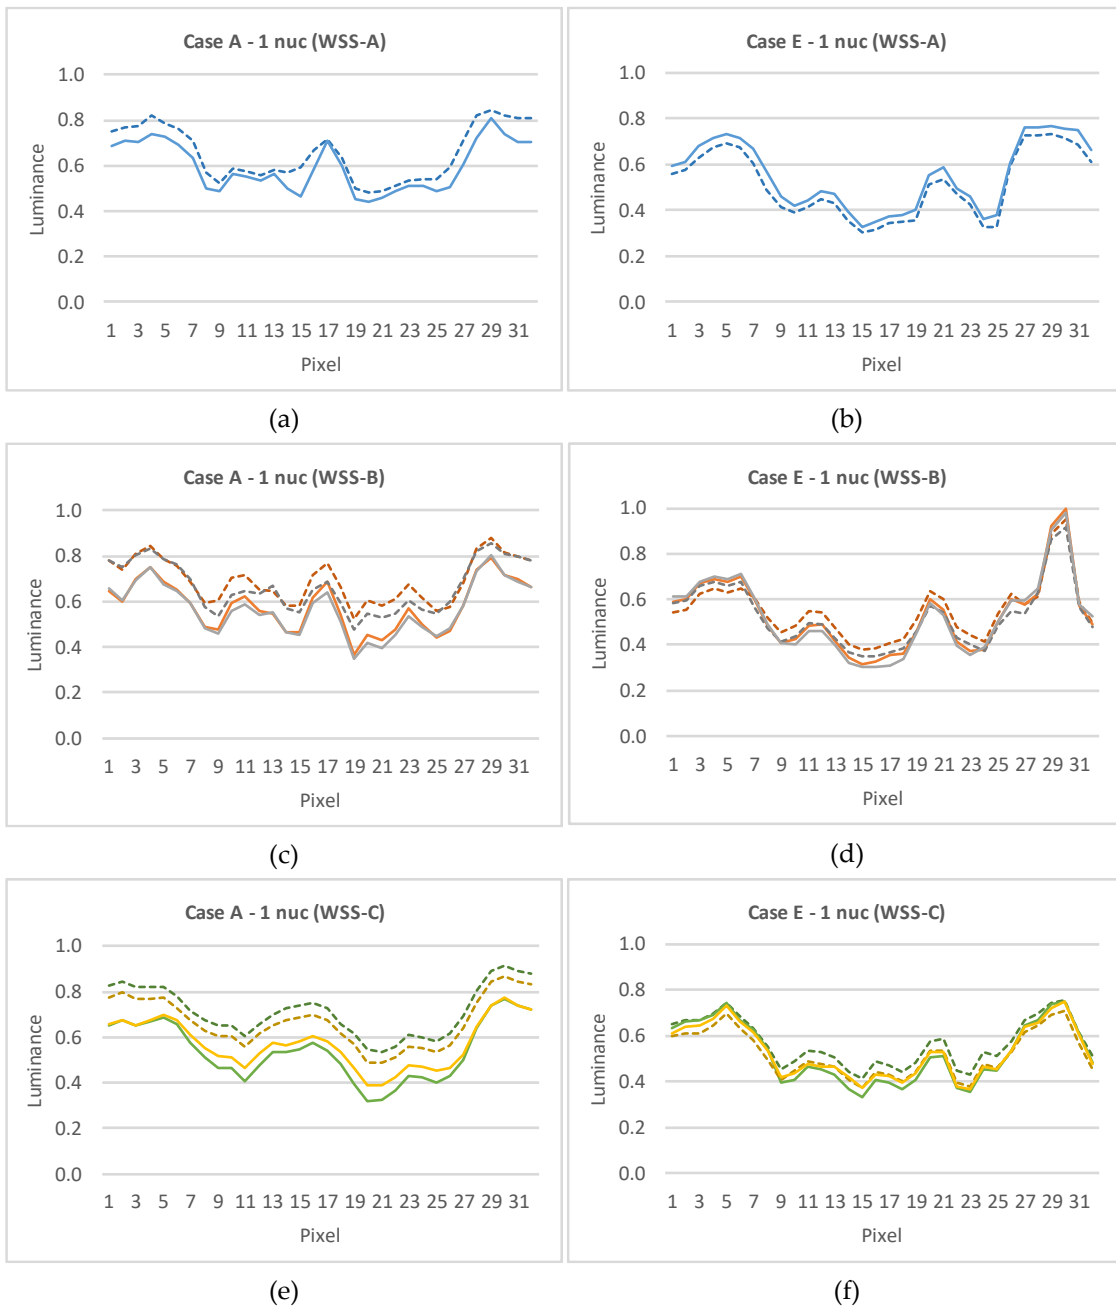 Case A - 1 nuc (WSS-A)
1.0
0.8
0.6
0.4
0.2
0.0
Luminance
1 3 5 7 9 11 13 15 17 19 21 23 25 27 29 31
Pixel
(a)
Case E - 1 nuc (WSS-A)
1.0
0.8
0.6
0.4
0.2
0.0
Luminance
1 3 5 7 9 11 13 15 17 19 21 23 25 27 29 31
Pixel
(b)
Case A - 1 nuc (WSS-B)
1.0
0.8
0.6
0.4
0.2
0.0
Luminance
1 3 5 7 9 11 13 15 17 19 21 23 25 27 29 31
Pixel
(c)
Case E - 1 nuc (WSS-B)
1.0
0.8
0.6
0.4
0.2
0.0
Luminance
1 3 5 7 9 11 13 15 17 19 21 23 25 27 29 31
Pixel
(d)
Case A - 1 nuc (WSS-C)
1.0
0.8
0.6
0.4
0.2
0.0
Luminance
1 3 5 7 9 11 13 15 17 19 21 23 25 27 29 31
Pixel
(e)
Case E - 1 nuc (WSS-C)
1.0
0.8
0.6
0.4
0.2
0.0
Luminance
1 3 5 7 9 11 13 15 17 19 21 23 25 27 29 31
Pixel
(f)